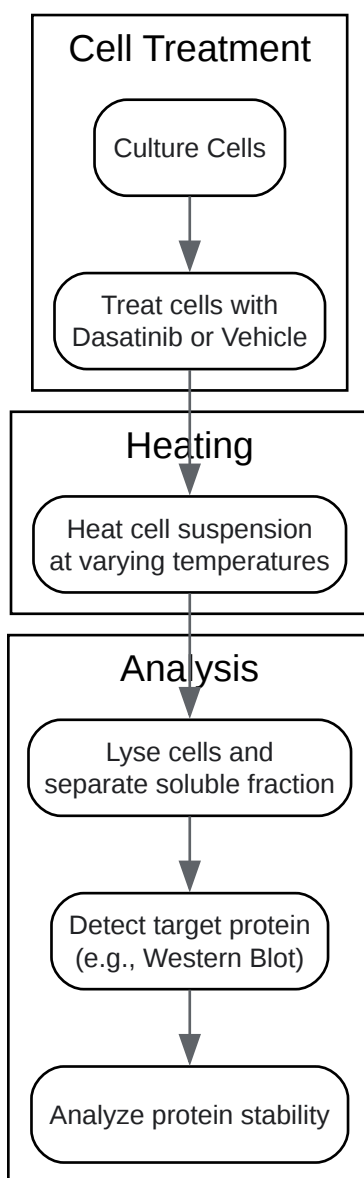 Cell Treatment
Culture Cells
Treat cells with
Dasatinib or Vehicle
Heating
Heat cell suspension
at varying temperatures
Analysis
Lyse cells and
separate soluble fraction
Detect target protein
(e.g., Western Blot)
Analyze protein stability